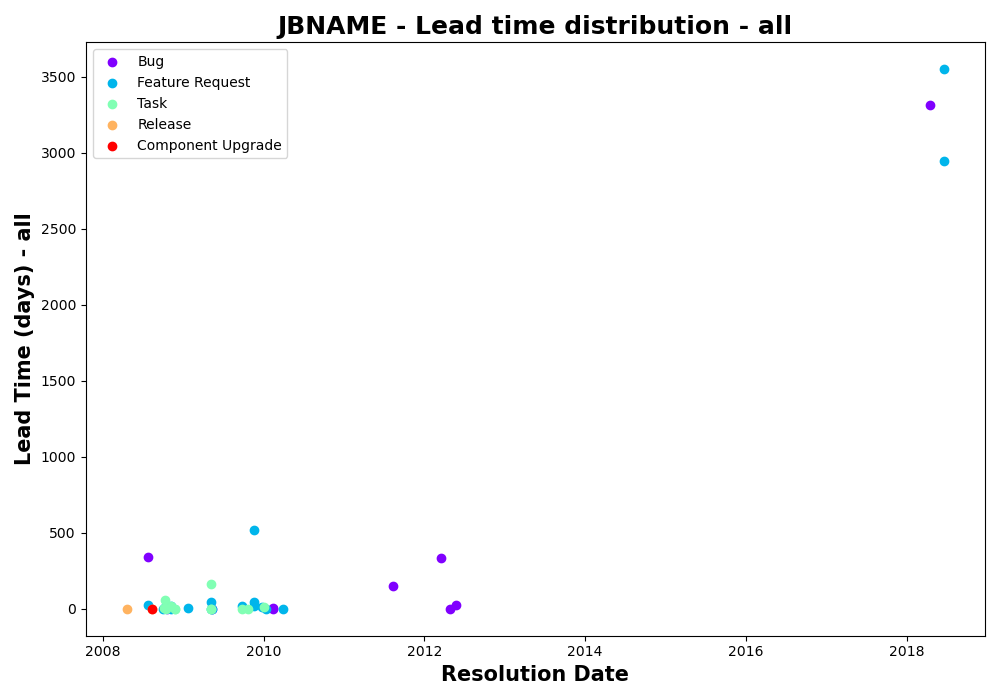 JBNAME - Lead time distribution - all
Bug
Feature Request
Task
Release
Component Upgrade
3500
3000
2500
2000
1500
1000
500
0
Lead Time (days) - all
2008 2010 2012 2014 2016 2018
Resolution Date